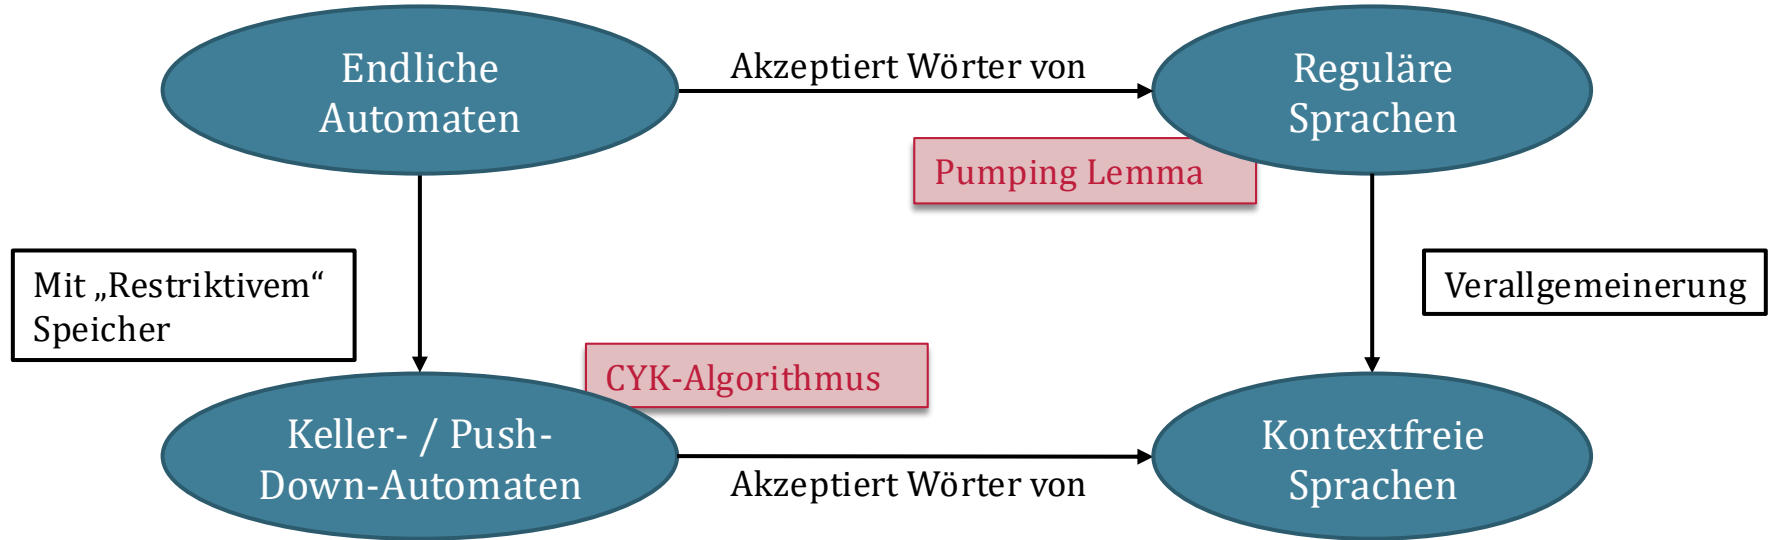 Endliche
Automaten
Akzeptiert Wörter von
Reguläre
Sprachen
Pumping Lemma
Mit „Restriktivem“
Speicher
Verallgemeinerung
CYK-Algorithmus
Keller- / Push-
Down-Automaten
Akzeptiert Wörter von
Kontextfreie
Sprachen